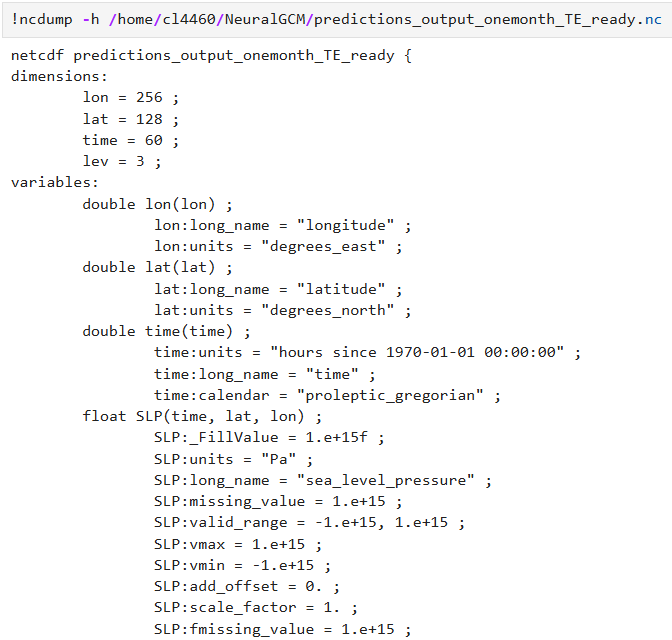 !ncdump -h /home/cl4460/NeuralGCM/predictions_output_onemonth_TE_ready.nc
netcdf predictions_output_onemonth_TE_ready {
dimensions:
lon = 256 ;
lat = 128 ;
time = 60 ;
lev = 3 ;
variables:
double lon(lon) ;
lon:long_name = "longitude" ;
lon:units = "degrees_east" ;
double lat(lat) ;
lat:long_name = "latitude" ;
lat:units = "degrees_north" ;
double time(time) ;
time:units = "hours since 1970-01-01 00:00:00" ;
time:long_name = "time" ;
time:calendar = "proleptic_gregorian" ;
float SLP(time, lat, lon) ;
SLP:_FillValue = 1.e+15f ;
SLP:units = "Pa" ;
SLP:long_name = "sea_level_pressure" ;
SLP:missing_value = 1.e+15 ;
SLP:valid_range = -1.e+15, 1.e+15 ;
SLP:vmax = 1.e+15 ;
SLP:vmin = -1.e+15 ;
SLP:add_offset = 0. ;
SLP:scale_factor = 1. ;
SLP:fmissing_value = 1.e+15 ;